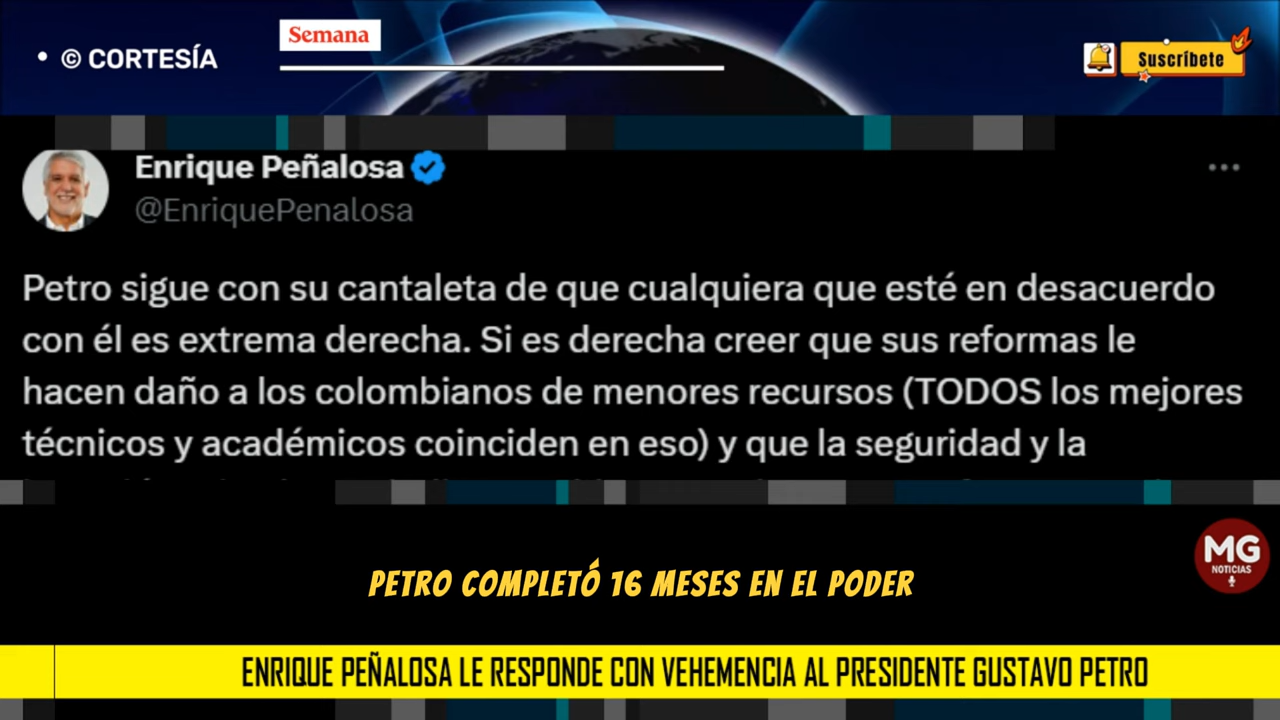 • © CORTESÍA
Semana
Suscríbete
Enrique Peñalosa
@EnriquePenalosa
Petro sigue con su cantaleta de que cualquiera que esté en desacuerdo
con él es extrema derecha. Si es derecha creer que sus reformas le
hacen daño a los colombianos de menores recursos (TODOS los mejores
técnicos y académicos coinciden en eso) y que la seguridad y la
MG
NOTICIAS
PETRO COMPLETÓ 16 MESES EN EL PODER
ENRIQUE PEÑALOSA LE RESPONDE CON VEHEMENCIA AL PRESIDENTE GUSTAVO PETRO